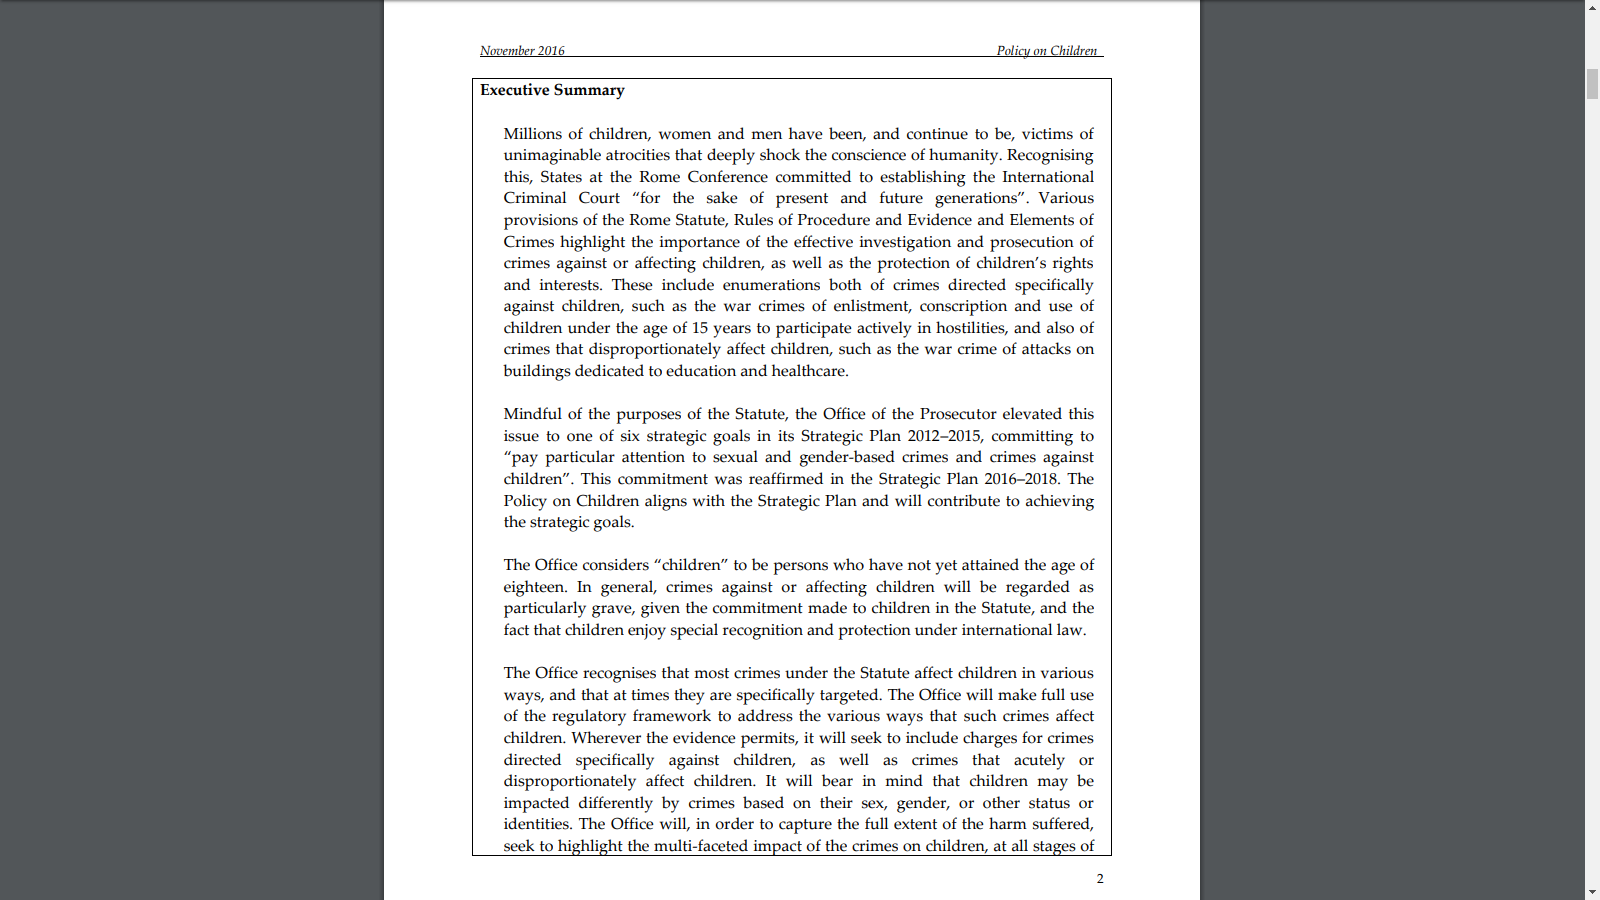 November 2016 Policy on Children
Executive Summary
Millions of children, women and men have been, and continue to be, victims of
unimaginable atrocities that deeply shock the conscience of humanity. Recognising
this, States at the Rome Conference committed to establishing the International
Criminal Court “for the sake of present and future generations”. Various
provisions of the Rome Statute, Rules of Procedure and Evidence and Elements of
Crimes highlight the importance of the effective investigation and prosecution of
crimes against or affecting children, as well as the protection of children’s rights
and interests. These include enumerations both of crimes directed specifically
against children, such as the war crimes of enlistment, conscription and use of
children under the age of 15 years to participate actively in hostilities, and also of
crimes that disproportionately affect children, such as the war crime of attacks on
buildings dedicated to education and healthcare.
Mindful of the purposes of the Statute, the Office of the Prosecutor elevated this
issue to one of six strategic goals in its Strategic Plan 2012–2015, committing to
“pay particular attention to sexual and gender-based crimes and crimes against
children”. This commitment was reaffirmed in the Strategic Plan 2016–2018. The
Policy on Children aligns with the Strategic Plan and will contribute to achieving
the strategic goals.
The Office considers “children” to be persons who have not yet attained the age of
eighteen. In general, crimes against or affecting children will be regarded as
particularly grave, given the commitment made to children in the Statute, and the
fact that children enjoy special recognition and protection under international law.
The Office recognises that most crimes under the Statute affect children in various
ways, and that at times they are specifically targeted. The Office will make full use
of the regulatory framework to address the various ways that such crimes affect
children. Wherever the evidence permits, it will seek to include charges for crimes
directed specifically against children, as well as crimes that acutely or
disproportionately affect children. It will bear in mind that children may be
impacted differently by crimes based on their sex, gender, or other status or
identities. The Office will, in order to capture the full extent of the harm suffered,
seek to highlight the multi-faceted impact of the crimes on children, at all stages of
2